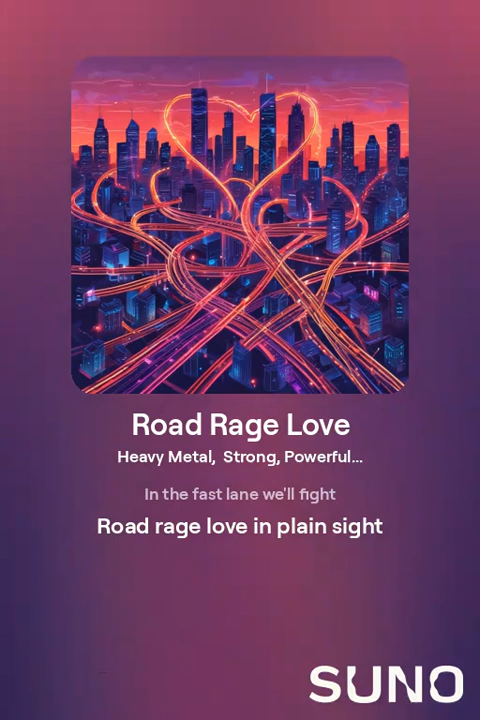 Road Rage Love
Heavy Metal, Strong, Powerful...
In the fast lane we'll fight
Road rage love in plain sight
SUNO